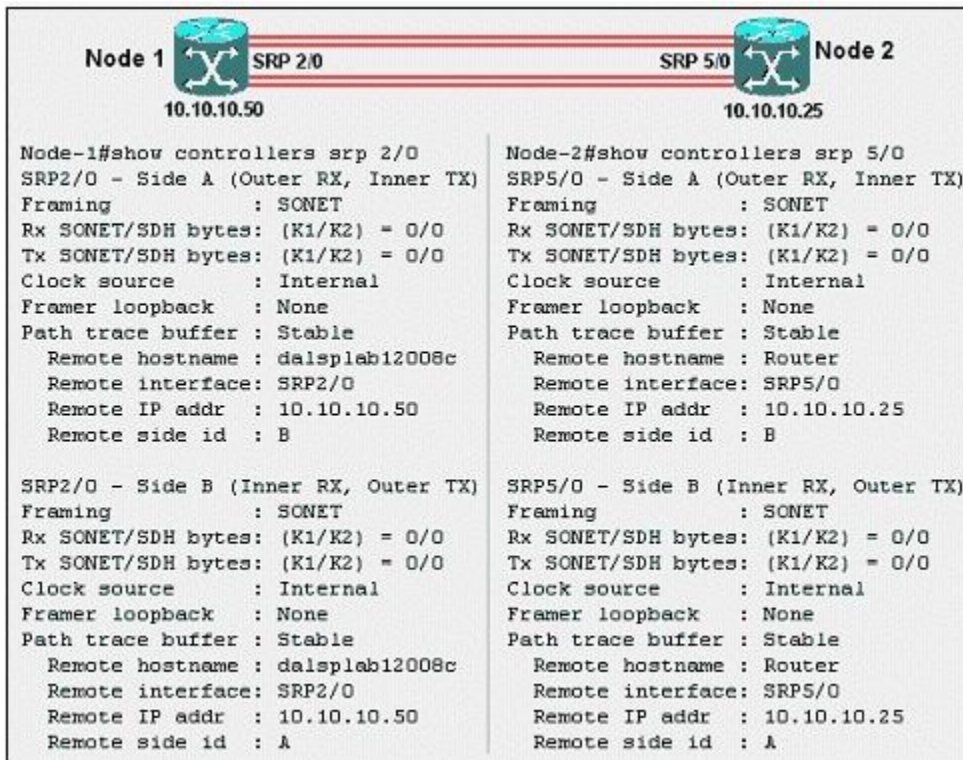 Node 1
SRP 2/0
SRP 5/0
Node 2
10.10.10.50
10.10.10.25
Node-1#show controllers srp 2/0
SRP2/0 - Side A (Outer RX, Inner TX)
Framing : SONET
Rx SONET/SDH bytes: (K1/K2) = 0/0
Tx SONET/SDH bytes: (K1/K2) = 0/0
Clock source : Internal
Framer loopback : None
Path trace buffer : Stable
Remote hostname : dalsplab12008c
Remote interface: SRP2/0
Remote IP addr : 10.10.10.50
Remote side id : B
SRP2/0 - Side B (Inner RX, Outer TX)
Framing : SONET
Rx SONET/SDH bytes: (K1/K2) = 0/0
Tx SONET/SDH bytes: (K1/K2) = 0/0
Clock source : Internal
Framer loopback : None
Path trace buffer : Stable
Remote hostname : dalsplab12008c
Remote interface: SRP2/0
Remote IP addr : 10.10.10.50
Remote side id : A
Node-2#show controllers srp 5/0
SRP5/0 - Side A (Outer RX, Inner TX)
Framing : SONET
Rx SONET/SDH bytes: (K1/K2) = 0/0
Tx SONET/SDH bytes: (K1/K2) = 0/0
Clock source : Internal
Framer loopback : None
Path trace buffer : Stable
Remote hostname : Router
Remote interface: SRP5/0
Remote IP addr : 10.10.10.25
Remote side id : B
SRP5/0 - Side B (Inner RX, Outer TX)
Framing : SONET
Rx SONET/SDH bytes: (K1/K2) = 0/0
Tx SONET/SDH bytes: (K1/K2) = 0/0
Clock source : Internal
Framer loopback : None
Path trace buffer : Stable
Remote hostname : Router
Remote interface: SRP5/0
Remote IP addr : 10.10.10.25
Remote side id : A